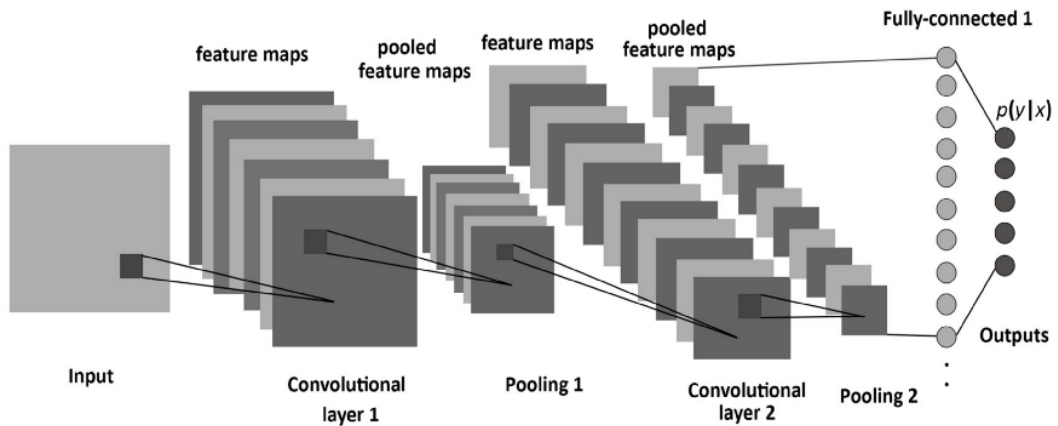 Fully-connected 1
feature maps
pooled
feature maps
feature maps
pooled
feature maps
p(y|x)
Input
Convolutional
layer 1
Pooling 1
Convolutional
layer 2
Pooling 2
Outputs